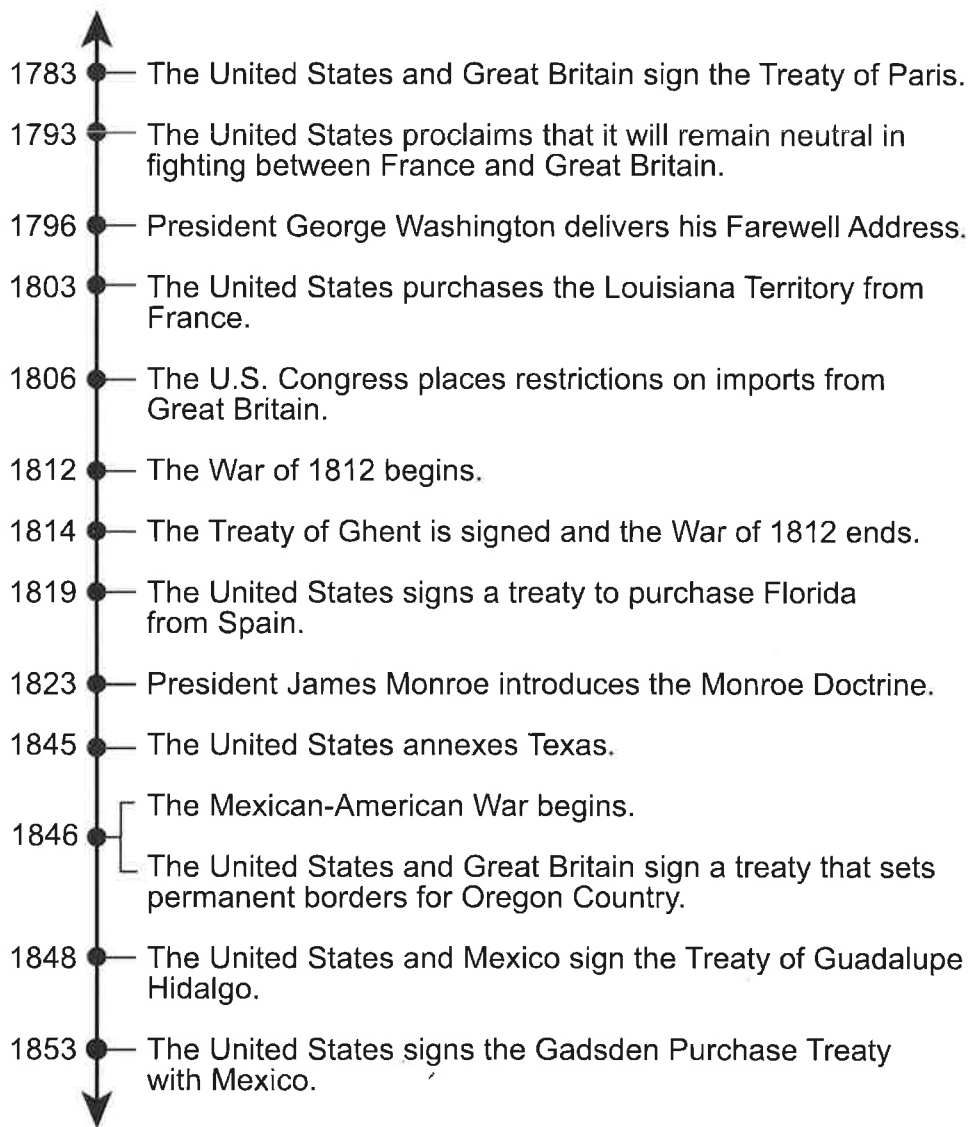 1783 The United States and Great Britain sign the Treaty of Paris.
1793 The United States proclaims that it will remain neutral in
fighting between France and Great Britain.
1796 President George Washington delivers his Farewell Address.
1803 The United States purchases the Louisiana Territory from
France.
1806 The U.S. Congress places restrictions on imports from
Great Britain.
1812 The War of 1812 begins.
1814 The Treaty of Ghent is signed and the War of 1812 ends.
1819 The United States signs a treaty to purchase Florida
from Spain.
1823 President James Monroe introduces the Monroe Doctrine.
1845 The United States annexes Texas.
1846
The Mexican-American War begins.
The United States and Great Britain sign a treaty that sets
permanent borders for Oregon Country.
1848 The United States and Mexico sign the Treaty of Guadalupe
Hidalgo.
1853 The United States signs the Gadsden Purchase Treaty
with Mexico.